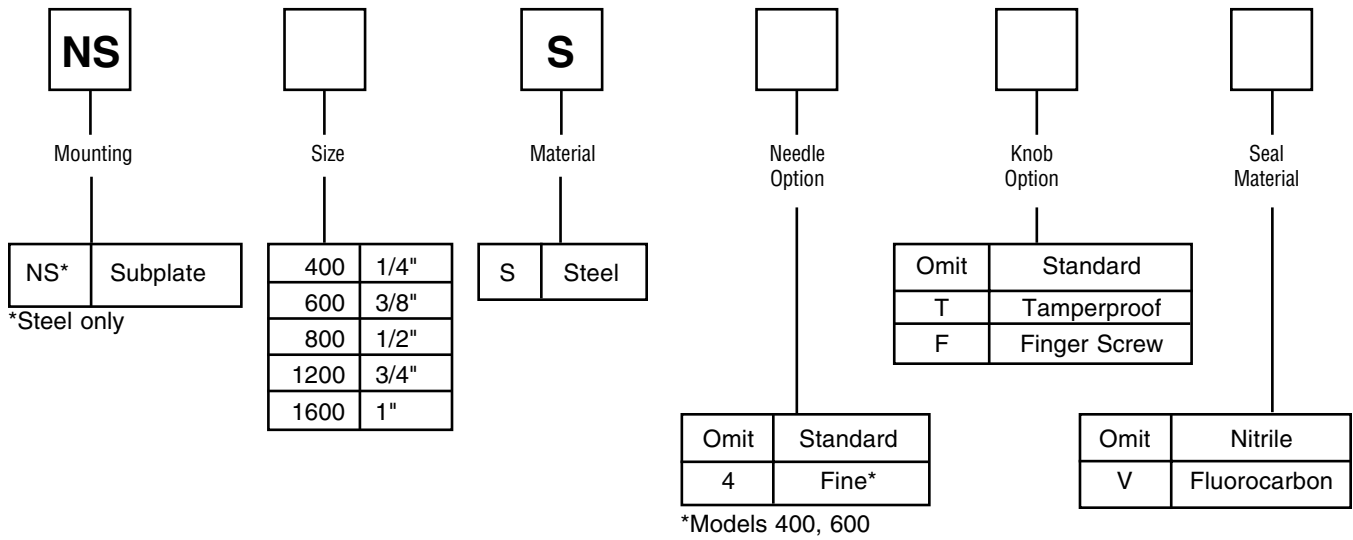 NS
S
Mounting
Size
Material
Needle
Option
Knob
Option
Seal
Material
NS* Subplate
*Steel only
400 1/4"
600 3/8"
800 1/2"
1200 3/4"
1600 1"
S Steel
Omit Standard
4 Fine*
*Models 400, 600
Omit Standard
T Tamperproof
F Finger Screw
Omit Nitrile
V Fluorocarbon